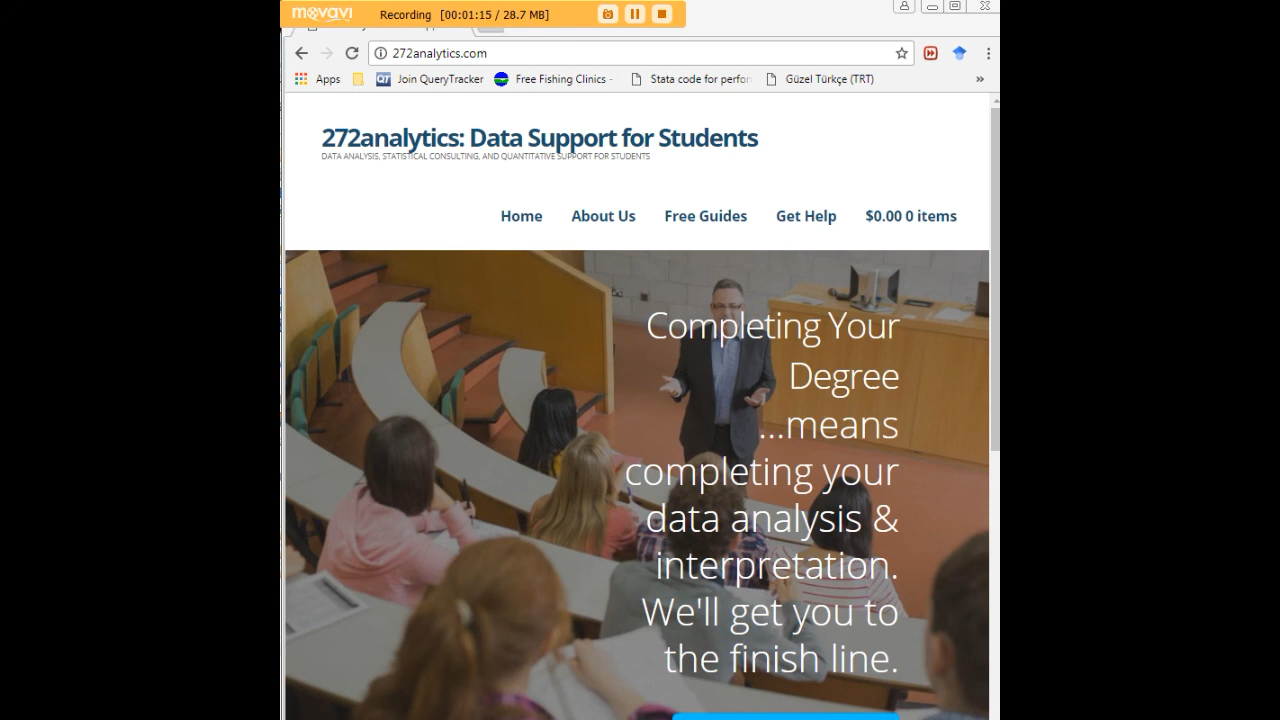 movavi Recording [00:01:15 / 28.7 MB]
272analytics.com
Apps QT Join QueryTracker Free Fishing Clinics - Stata code for perfor Güzel Türkçe (TRT) »
272analytics: Data Support for Students
DATA ANALYSIS, STATISTICAL CONSULTING, AND QUANTITATIVE SUPPORT FOR STUDENTS
Home About Us Free Guides Get Help $0.00 0 items
Completing Your
Degree
...means
completing your
data analysis &
interpretation.
We'll get you to
the finish line.